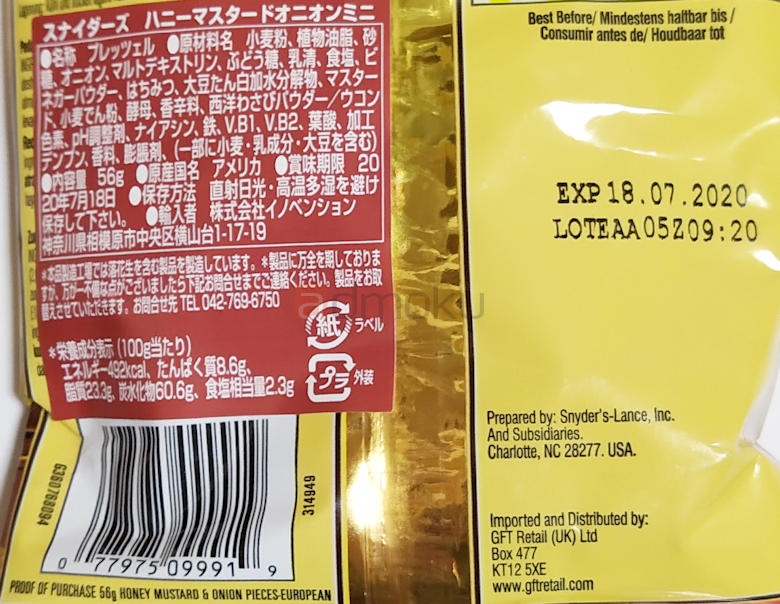 スナイダーズ ハニーマスタードオニオンミニ
●名称 プレッツェル ●原材料名 小麦粉、植物油脂、砂
糖、オニオン、マルトデキストリン、ぶどう糖、乳清、食塩、ビ
ネガーパウダー、はちみつ、大豆たん白加水分解物、マスター
ド、小麦でん粉、酵母、香辛料、西洋わさびパウダー/ウコン
色素、pH調整剤、ナイアシン、鉄、V.B1、V.B2、葉酸、加工
デンプン、香料、膨脹剤、(一部に小麦・乳成分・大豆を含む)
●内容量 56g ●原産国名 アメリカ ●賞味期限 20
20年7月18日 ●保存方法 直射日光・高温多湿を避け
保存して下さい。 ●輸入者 株式会社イノベンション
神奈川県相模原市中央区横山台1-17-19
*本品製造工場では落花生を含む製品を製造しています。*製品に万全を期しておりま
すが、万が一不備な点がございましたら下記お問合せまでご連絡ください。製品をお取
替えさせていただきます。お問合せ先 TEL 042-769-6750
紙 ラベル
*栄養成分表示 (100g当たり)
エネルギー492kcal、たんぱく質8.6g、
脂質23.3g、炭水化物60.6g、食塩相当量2.3g
プラ 外装
6360768094
314949
0 77975 09991 9
PROOF OF PURCHASE 56g HONEY MUSTARD & ONION PIECES-EUROPEAN
Best Before/ Mindestens haltbar bis /
Consumir antes de/ Houdbaar tot
EXP 18.07.2020
LOTEAA05Z09:20
admoku
Prepared by: Snyder's-Lance, Inc.
And Subsidiaries.
Charlotte, NC 28277. USA.
Imported and Distributed by:
GFT Retail (UK) Ltd
Box 477
KT12 5XE
www.gftretail.com